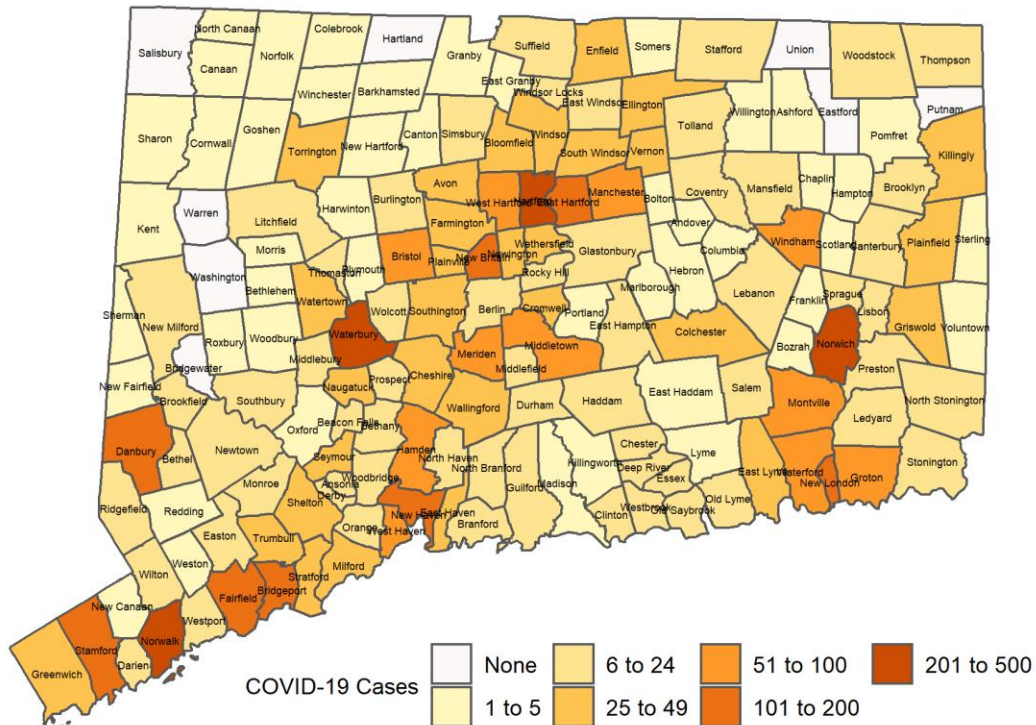 North Canaan
Colebrook
Hartland
Suffield
Enfield
Somers
Stafford
Union
Woodstock
Thompson
Salisbury
Norfolk
Granby
Canaan
East Granby
Windsor Locks
Winchester
Barkhamsted
East Windsor
Ellington
Putnam
Willington
Ashford
Eastford
Pomfret
Sharon
Cornwall
Goshen
Torrington
New Hartford
Canton
Simsbury
Bloomfield
Windsor
South Windsor
Vernon
Tolland
Killingly
Avon
West Hartford
Hartford
East Hartford
Manchester
Bolton
Coventry
Mansfield
Chaplin
Hampton
Brooklyn
Kent
Warren
Litchfield
Harwinton
Burlington
Farmington
Andover
Columbia
Windham
Scotland
Canterbury
Plainfield
Sterling
Washington
Morris
Bristol
Plainville
New Britain
Newington
Wethersfield
Glastonbury
Hebron
Bethlehem
Thomaston
Plymouth
Rocky Hill
Marlborough
Lebanon
Franklin
Sprague
Lisbon
Sherman
New Milford
Watertown
Wolcott
Southington
Berlin
Cromwell
Portland
East Hampton
Colchester
Griswold
Voluntown
Roxbury
Woodbury
Waterbury
Meriden
Middletown
Bozrah
Norwich
Preston
Bridgewater
Middlebury
Middlefield
New Fairfield
Brookfield
Southbury
Naugatuck
Prospect
Cheshire
Wallingford
Durham
Haddam
East Haddam
Salem
Montville
Ledyard
North Stonington
Oxford
Beacon Falls
Bethany
Danbury
Bethel
Newtown
Seymour
Hamden
North Haven
North Branford
Killingworth
Chester
Lyme
East Lyme
Waterford
New London
Groton
Stonington
Monroe
Ansonia
Woodbridge
Guilford
Madison
Deep River
Essex
Ridgefield
Redding
Shelton
Derby
New Haven
East Haven
Branford
Clinton
Westbrook
Old Saybrook
Old Lyme
Easton
Trumbull
Orange
West Haven
Wilton
Weston
Stratford
Milford
New Canaan
Fairfield
Bridgeport
Westport
Greenwich
Stamford
Darien
Norwalk
COVID-19 Cases
None
6 to 24
51 to 100
201 to 500
1 to 5
25 to 49
101 to 200